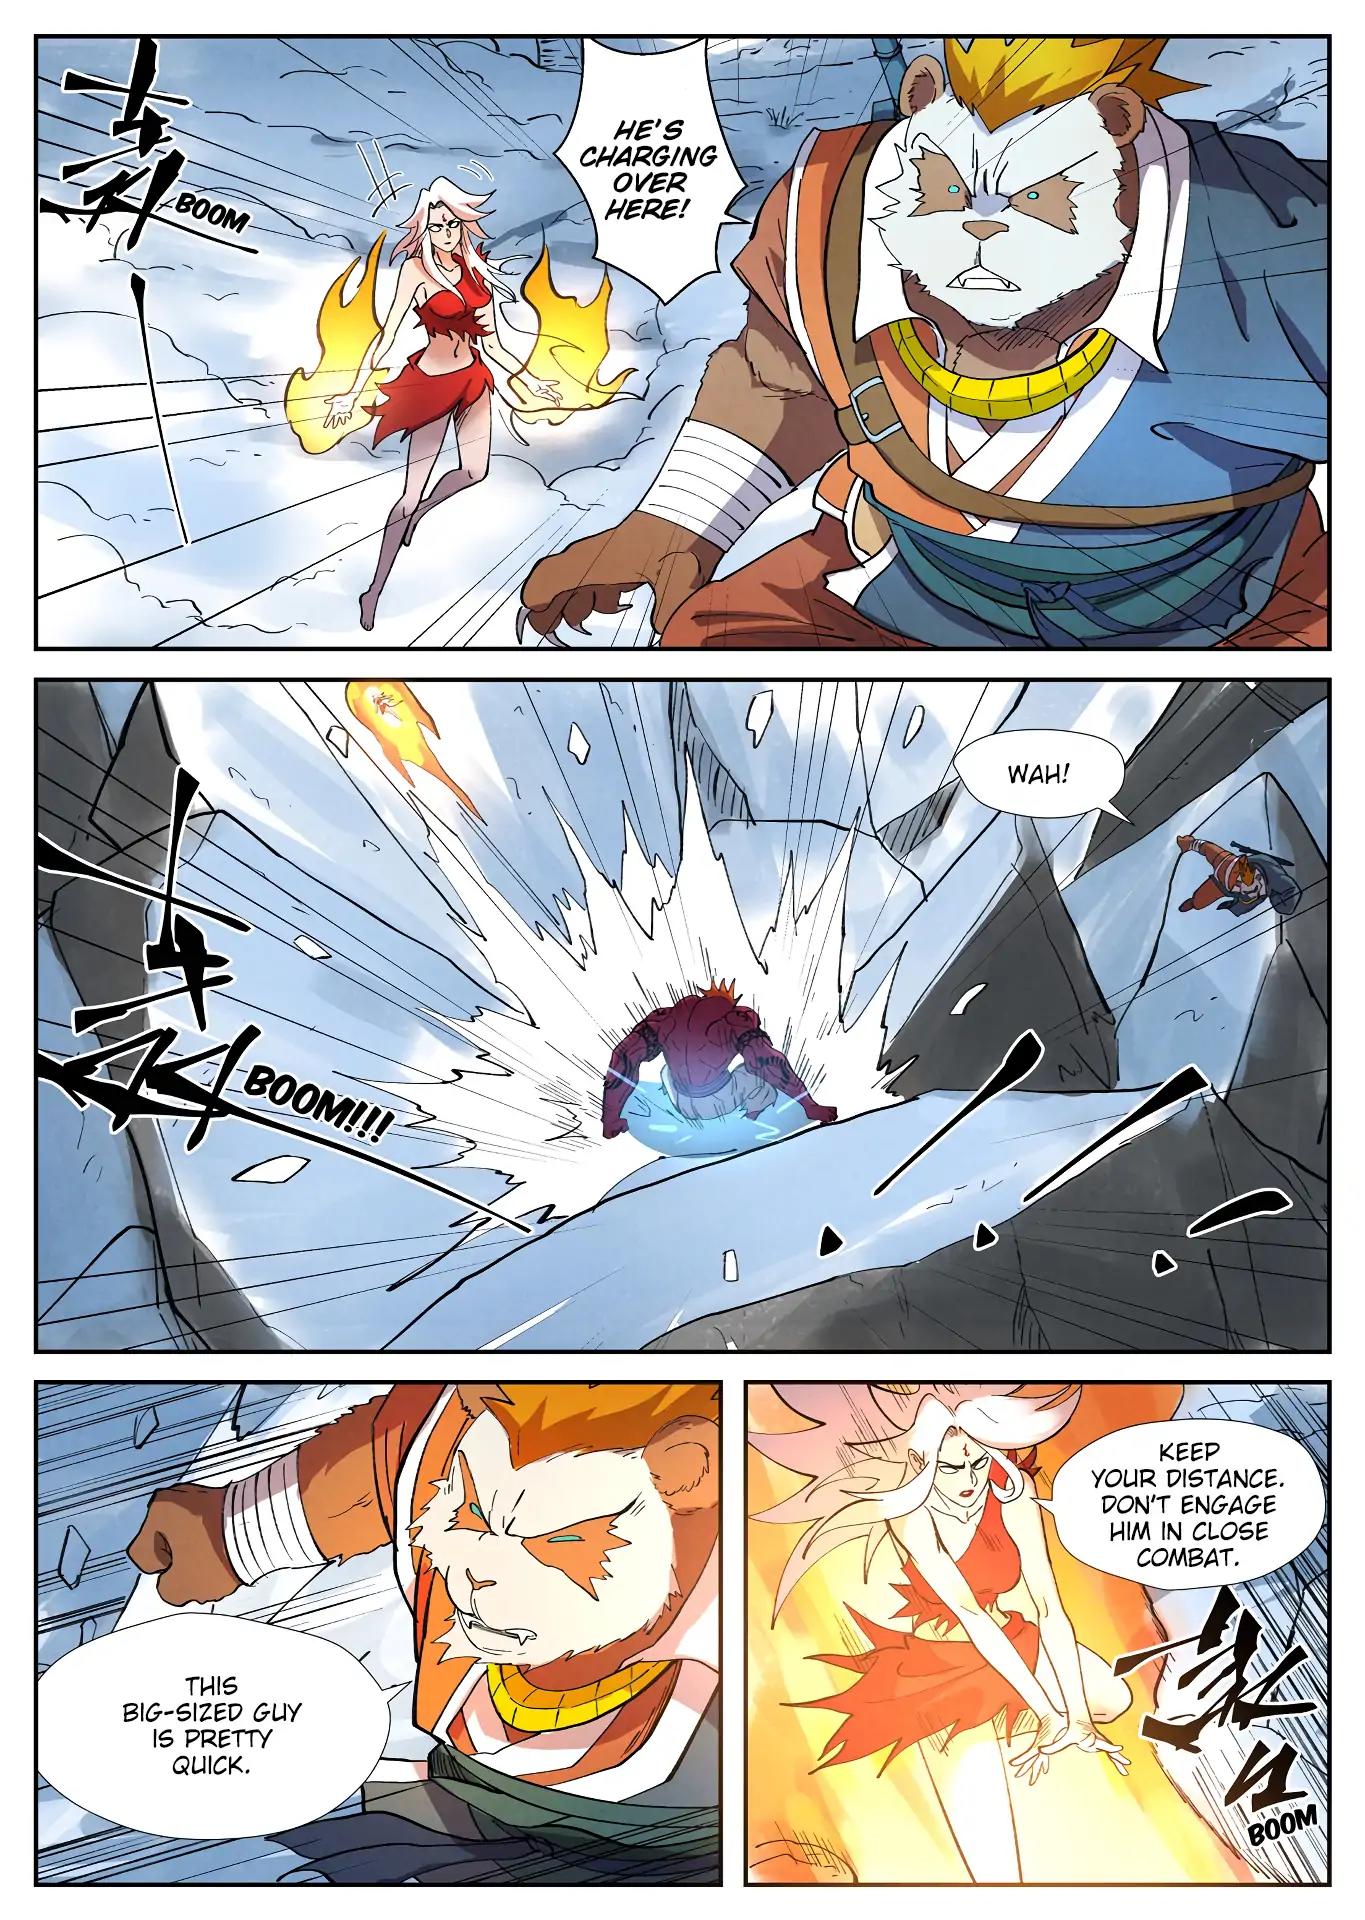 BOOM
HE'S
CHARGING
OVER
HERE!
WAH!
BOOM!!!
THIS
BIG-SIZED GUY
IS PRETTY
QUICK.
KEEP
YOUR DISTANCE.
DON'T ENGAGE
HIM IN CLOSE
COMBAT.
BOOM